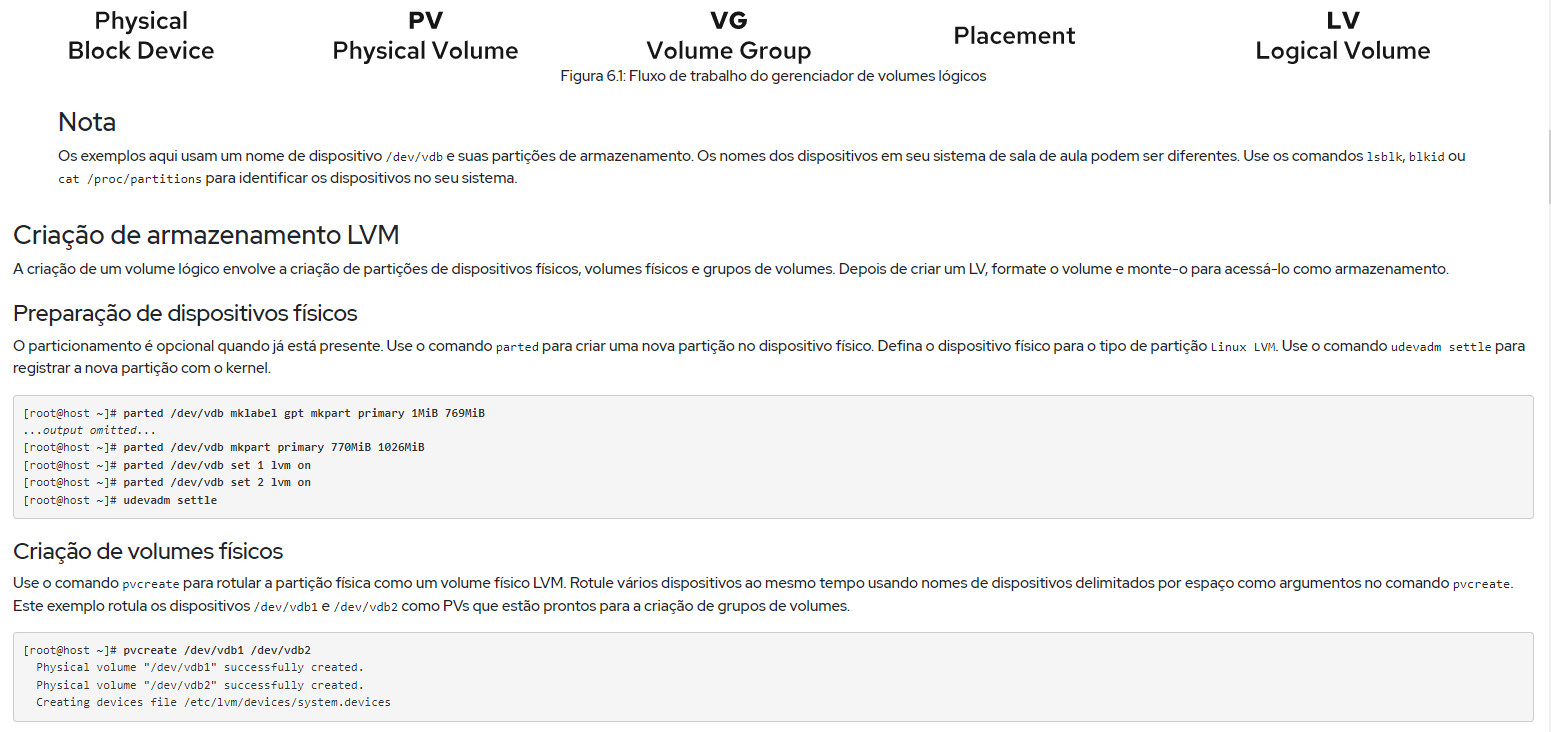 Physical
Block Device
PV
Physical Volume
VG
Volume Group
Placement
LV
Logical Volume
Figura 6.1: Fluxo de trabalho do gerenciador de volumes lógicos
Nota
Os exemplos aqui usam um nome de dispositivo /dev/vdb e suas partições de armazenamento. Os nomes dos dispositivos em seu sistema de sala de aula podem ser diferentes. Use os comandos lsblk, blkid ou
cat /proc/partitions para identificar os dispositivos no seu sistema.
Criação de armazenamento LVM
A criação de um volume lógico envolve a criação de partições de dispositivos físicos, volumes físicos e grupos de volumes. Depois de criar um LV, formate o volume e monte-o para acessá-lo como armazenamento.
Preparação de dispositivos físicos
O particionamento é opcional quando já está presente. Use o comando parted para criar uma nova partição no dispositivo físico. Defina o dispositivo físico para o tipo de partição Linux LVM. Use o comando udevadm settle para
registrar a nova partição com o kernel.
[root@host ~]# parted /dev/vdb mklabel gpt mkpart primary 1MiB 769MiB
...output omitted...
[root@host ~]# parted /dev/vdb mkpart primary 770MiB 1026MiB
[root@host ~]# parted /dev/vdb set 1 lvm on
[root@host ~]# parted /dev/vdb set 2 lvm on
[root@host ~]# udevadm settle
Criação de volumes físicos
Use o comando pvcreate para rotular a partição física como um volume físico LVM. Rotule vários dispositivos ao mesmo tempo usando nomes de dispositivos delimitados por espaço como argumentos no comando pvcreate.
Este exemplo rotula os dispositivos /dev/vdb1 e /dev/vdb2 como PVs que estão prontos para a criação de grupos de volumes.
[root@host ~]# pvcreate /dev/vdb1 /dev/vdb2
Physical volume "/dev/vdb1" successfully created.
Physical volume "/dev/vdb2" successfully created.
Creating devices file /etc/lvm/devices/system.devices